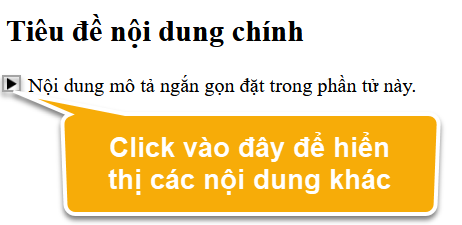 Tiêu đề nội dung chính
Nội dung mô tả ngắn gọn đặt trong phần tử này.
Click vào đây để hiển
thị các nội dung khác